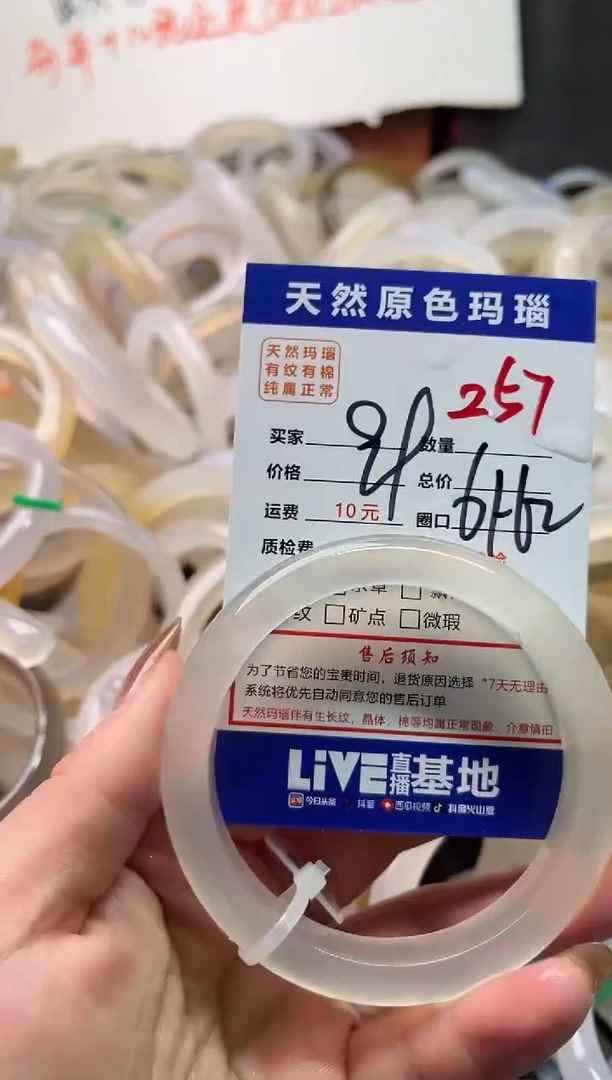 天然原色玛瑙
天然玛瑙
有纹有棉
纯属正常
257
买家
数量
价格
总价
运费 10元
圈口
质检费
纹 □矿点 □微瑕
售后须知
为了节省您的宝贵时间，退货原因选择“7天无理由
系统将优先自动同意您的售后订单
天然玛瑙伴有生长纹，晶体，棉等均属正常现象，介意慎拍
LiVE直播基地
今日头条 抖音 西瓜视频 抖音火山版